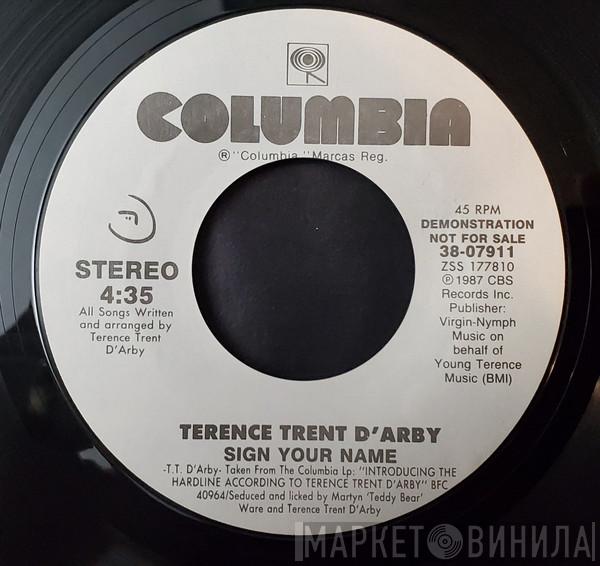 COLUMBIA
® "Columbia," Marcas Reg.
STEREO
4:35
All Songs Written
and arranged by
Terence Trent
D'Arby
45 RPM
DEMONSTRATION
NOT FOR SALE
38-07911
ZSS 177810
℗ 1987 CBS
Records Inc.
Publisher:
Virgin-Nymph
Music on
behalf of
Young Terence
Music (BMI)
TERENCE TRENT D'ARBY
SIGN YOUR NAME
-T.T. D'Arby- Taken From The Columbia Lp: "INTRODUCING THE
HARDLINE ACCORDING TO TERENCE TRENT D'ARBY" BFC
40964/Seduced and licked by Martyn 'Teddy Bear'
Ware and Terence Trent D'Arby
МАРКЕТ ВИНИЛА